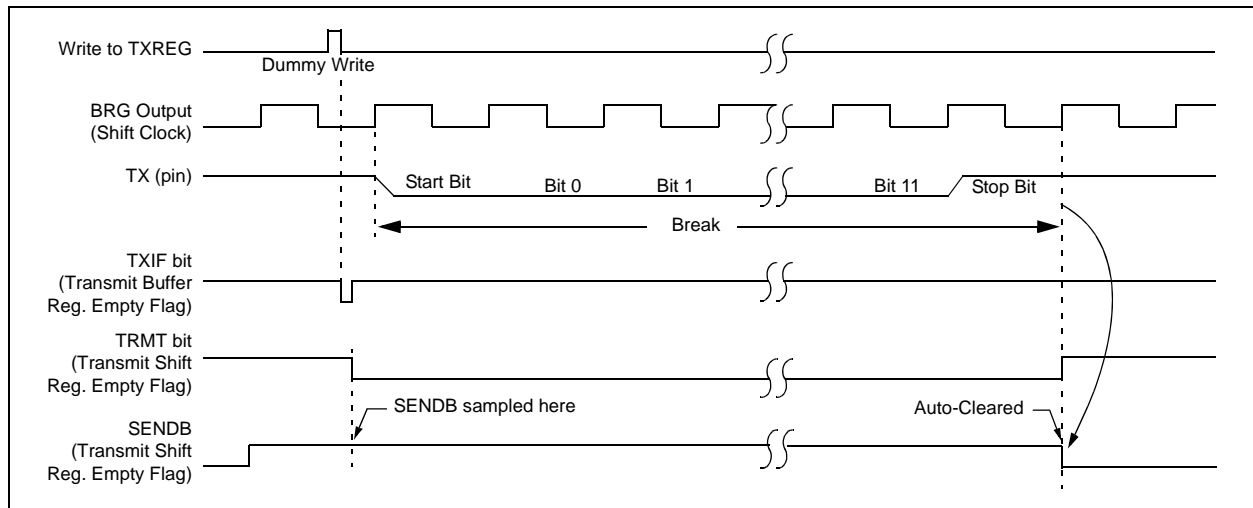 Write to TXREG
Dummy Write
BRG Output
(Shift Clock)
TX (pin)
Start Bit
Bit 0
Bit 1
Bit 11
Stop Bit
Break
TXIF bit
(Transmit Buffer
Reg. Empty Flag)
TRMT bit
(Transmit Shift
Reg. Empty Flag)
SENDB sampled here
Auto-Cleared
SENDB
(Transmit Shift
Reg. Empty Flag)